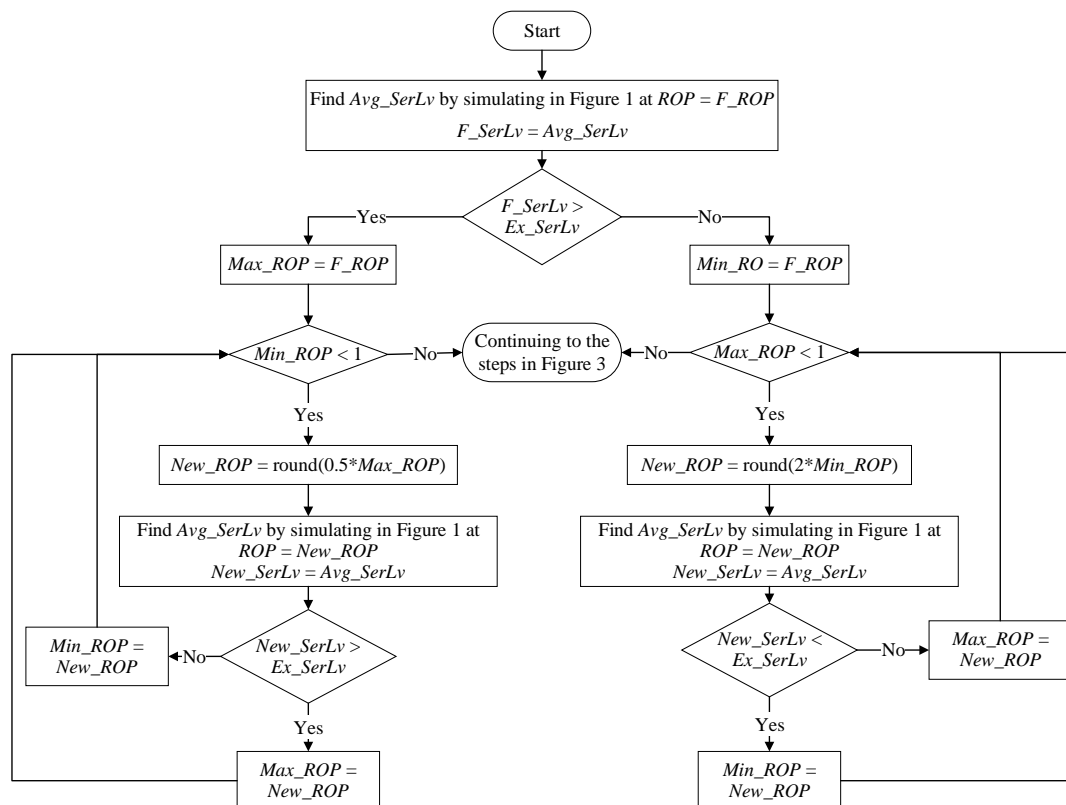 Start
Find Avg_SerLv by simulating in Figure 1 at ROP = F_ROP
F_SerLv = Avg_SerLv
F_SerLv >
Ex_SerLv
Yes
No
Max_ROP = F_ROP
Min_RO = F_ROP
Min_ROP < 1
No
Continuing to the
steps in Figure 3
No
Max_ROP < 1
Yes
Yes
New_ROP = round(0.5*Max_ROP)
New_ROP = round(2*Min_ROP)
Find Avg_SerLv by simulating in Figure 1 at
ROP = New_ROP
New_SerLv = Avg_SerLv
Find Avg_SerLv by simulating in Figure 1 at
ROP = New_ROP
New_SerLv = Avg_SerLv
Min_ROP =
New_ROP
No
New_SerLv >
Ex_SerLv
New_SerLv <
Ex_SerLv
No
Max_ROP =
New_ROP
Yes
Yes
Max_ROP =
New_ROP
Min_ROP =
New_ROP